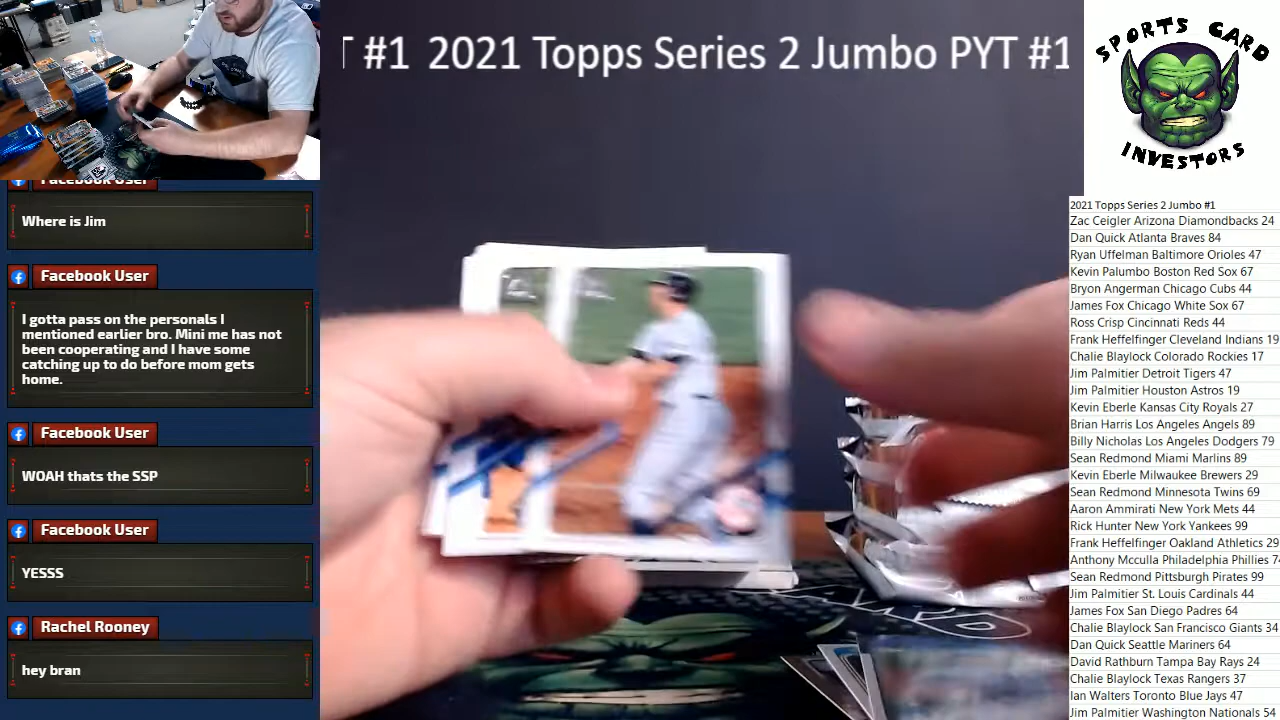 T #1 2021 Topps Series 2 Jumbo PYT #1
SPORTS CARD
INVESTORS
Facebook User
Where is Jim
Facebook User
I gotta pass on the personals I
mentioned earlier bro. Mini me has not
been cooperating and I have some
catching up to do before mom gets
home.
Facebook User
WOAH thats the SSP
Facebook User
YESSS
Rachel Rooney
hey bran
2021 Topps Series 2 Jumbo #1
Zac Ceigler Arizona Diamondbacks 24
Dan Quick Atlanta Braves 84
Ryan Uffelman Baltimore Orioles 47
Kevin Palumbo Boston Red Sox 67
Bryon Angerman Chicago Cubs 44
James Fox Chicago White Sox 67
Ross Crisp Cincinnati Reds 44
Frank Heffelfinger Cleveland Indians 19
Chalie Blaylock Colorado Rockies 17
Jim Palmitier Detroit Tigers 47
Jim Palmitier Houston Astros 19
Kevin Eberle Kansas City Royals 27
Brian Harris Los Angeles Angels 89
Billy Nicholas Los Angeles Dodgers 79
Sean Redmond Miami Marlins 89
Kevin Eberle Milwaukee Brewers 29
Sean Redmond Minnesota Twins 69
Aaron Ammirati New York Mets 44
Rick Hunter New York Yankees 99
Frank Heffelfinger Oakland Athletics 29
Anthony Mcculla Philadelphia Phillies 7
Sean Redmond Pittsburgh Pirates 99
Jim Palmitier St. Louis Cardinals 44
James Fox San Diego Padres 64
Chalie Blaylock San Francisco Giants 34
Dan Quick Seattle Mariners 64
David Rathburn Tampa Bay Rays 24
Chalie Blaylock Texas Rangers 37
Ian Walters Toronto Blue Jays 47
Jim Palmitier Washington Nationals 54